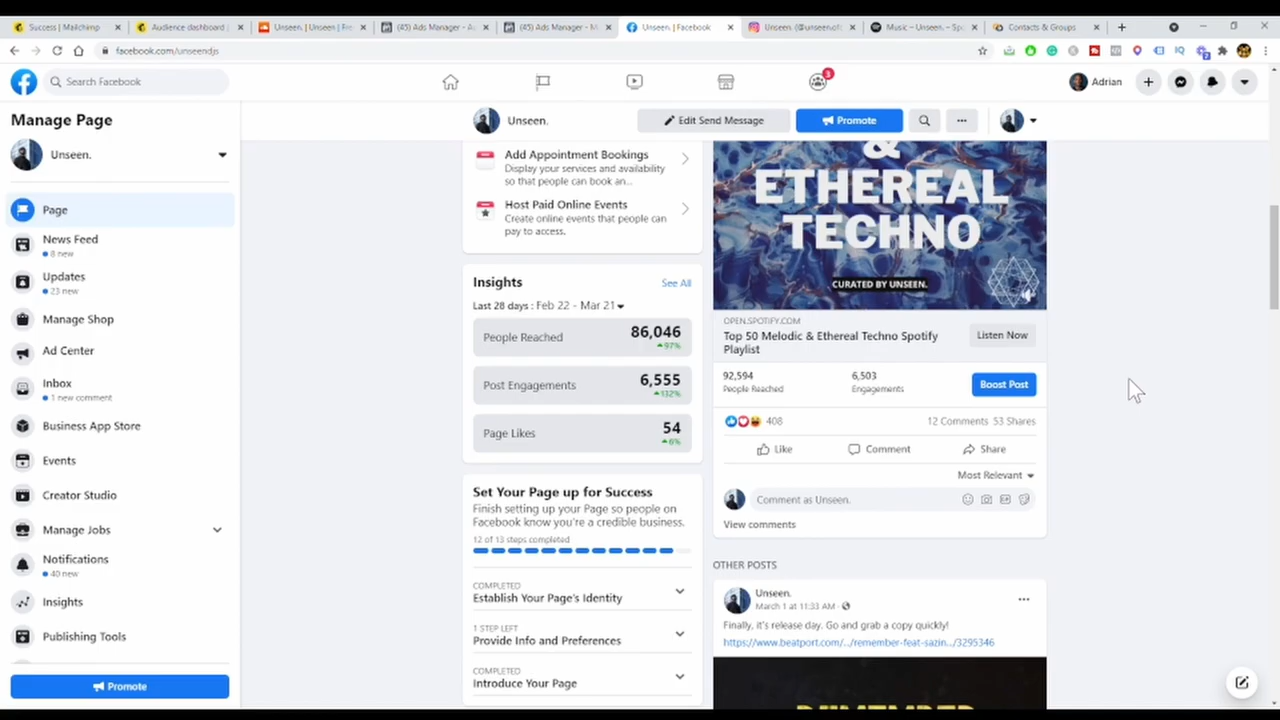 Success | Mailchimp
Audience dashboard |
Unseen. | Unseen | Fre
(45) Ads Manager - A
(45) Ads Manager - M
Unseen. | Facebook
Unseen. (@unseen.of
Music – Unseen. – Sp
Contacts & Groups
facebook.com/unseendjs
Search Facebook
3
Adrian
Manage Page
Unseen.
Edit Send Message
Promote
Unseen.
Page
News Feed
8 new
Updates
23 new
Manage Shop
Ad Center
Inbox
1 new comment
Business App Store
Events
Creator Studio
Manage Jobs
Notifications
40 new
Insights
Publishing Tools
Promote
Add Appointment Bookings
Display your services and availability
so that people can book an...
Host Paid Online Events
Create online events that people can
pay to access.
Insights
See All
Last 28 days : Feb 22 - Mar 21
People Reached
86,046
97%
Post Engagements
6,555
132%
Page Likes
54
6%
Set Your Page up for Success
Finish setting up your Page so people on
Facebook know you're a credible business.
12 of 13 steps completed
COMPLETED
Establish Your Page's Identity
1 STEP LEFT
Provide Info and Preferences
COMPLETED
Introduce Your Page
&
ETHEREAL
TECHNO
CURATED BY UNSEEN.
OPEN.SPOTIFY.COM
Top 50 Melodic & Ethereal Techno Spotify
Playlist
Listen Now
92,594
People Reached
6,503
Engagements
Boost Post
408
12 Comments 53 Shares
Like
Comment
Share
Most Relevant
Comment as Unseen.
View comments
OTHER POSTS
Unseen.
March 1 at 11:33 AM ·
Finally, it's release day. Go and grab a copy quickly!
https://www.beatport.com/.../remember-feat-sazin.../3295346